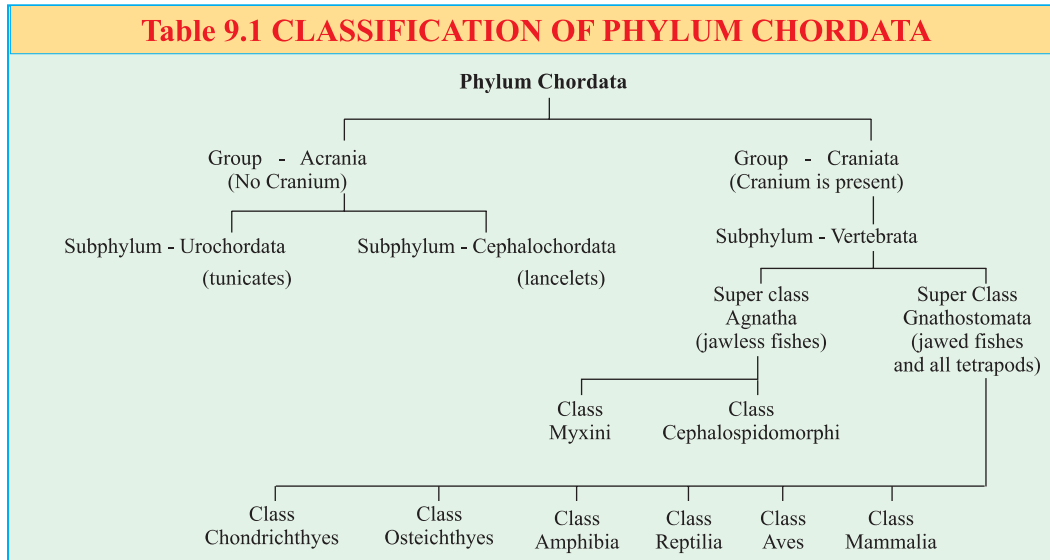 Table 9.1 CLASSIFICATION OF PHYLUM CHORDATA
Phylum Chordata
Group - Acrania
(No Cranium)
Group - Craniata
(Cranium is present)
Subphylum - Urochordata
(tunicates)
Subphylum - Cephalochordata
(lancelets)
Subphylum - Vertebrata
Super class
Agnatha
(jawless fishes)
Super Class
Gnathostomata
(jawed fishes
and all tetrapods)
Class
Myxini
Class
Cephalospidomorphi
Class
Chondrichthyes
Class
Osteichthyes
Class
Amphibia
Class
Reptilia
Class
Aves
Class
Mammalia